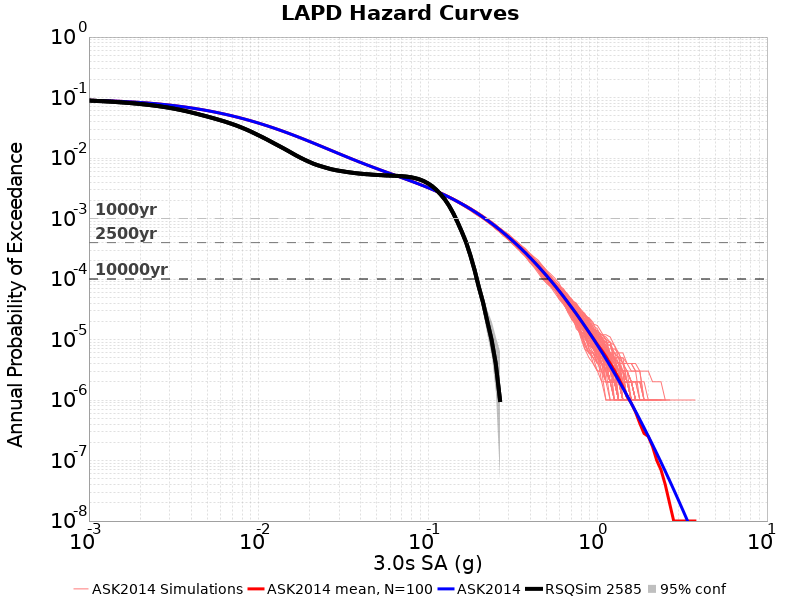 LAPD Hazard Curves
Annual Probability of Exceedance
10^0
10^-1
10^-2
10^-3
10^-4
10^-5
10^-6
10^-7
10^-8
1000yr
2500yr
10000yr
10^-3 10^-2 10^-1 10^0 10^1
3.0s SA (g)
ASK2014 Simulations ASK2014 mean, N=100 ASK2014 RSQSim 2585 95% conf